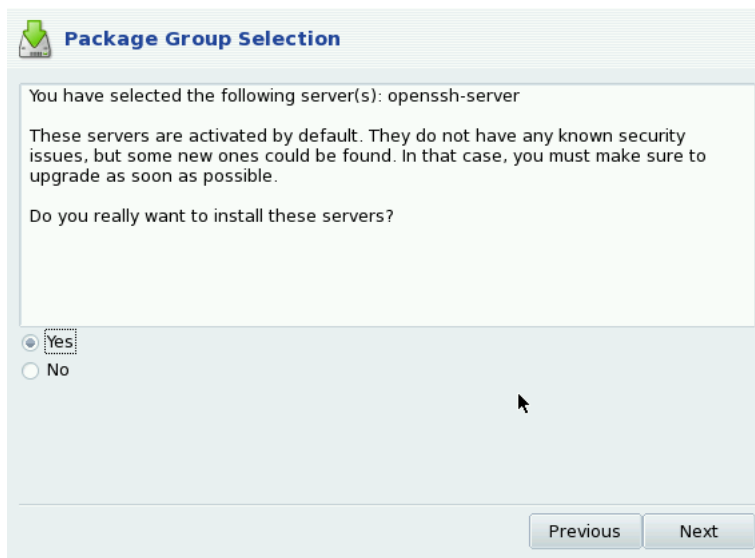 Package Group Selection
You have selected the following server(s): openssh-server
These servers are activated by default. They do not have any known security
issues, but some new ones could be found. In that case, you must make sure to
upgrade as soon as possible.
Do you really want to install these servers?
Yes
No
Previous
Next